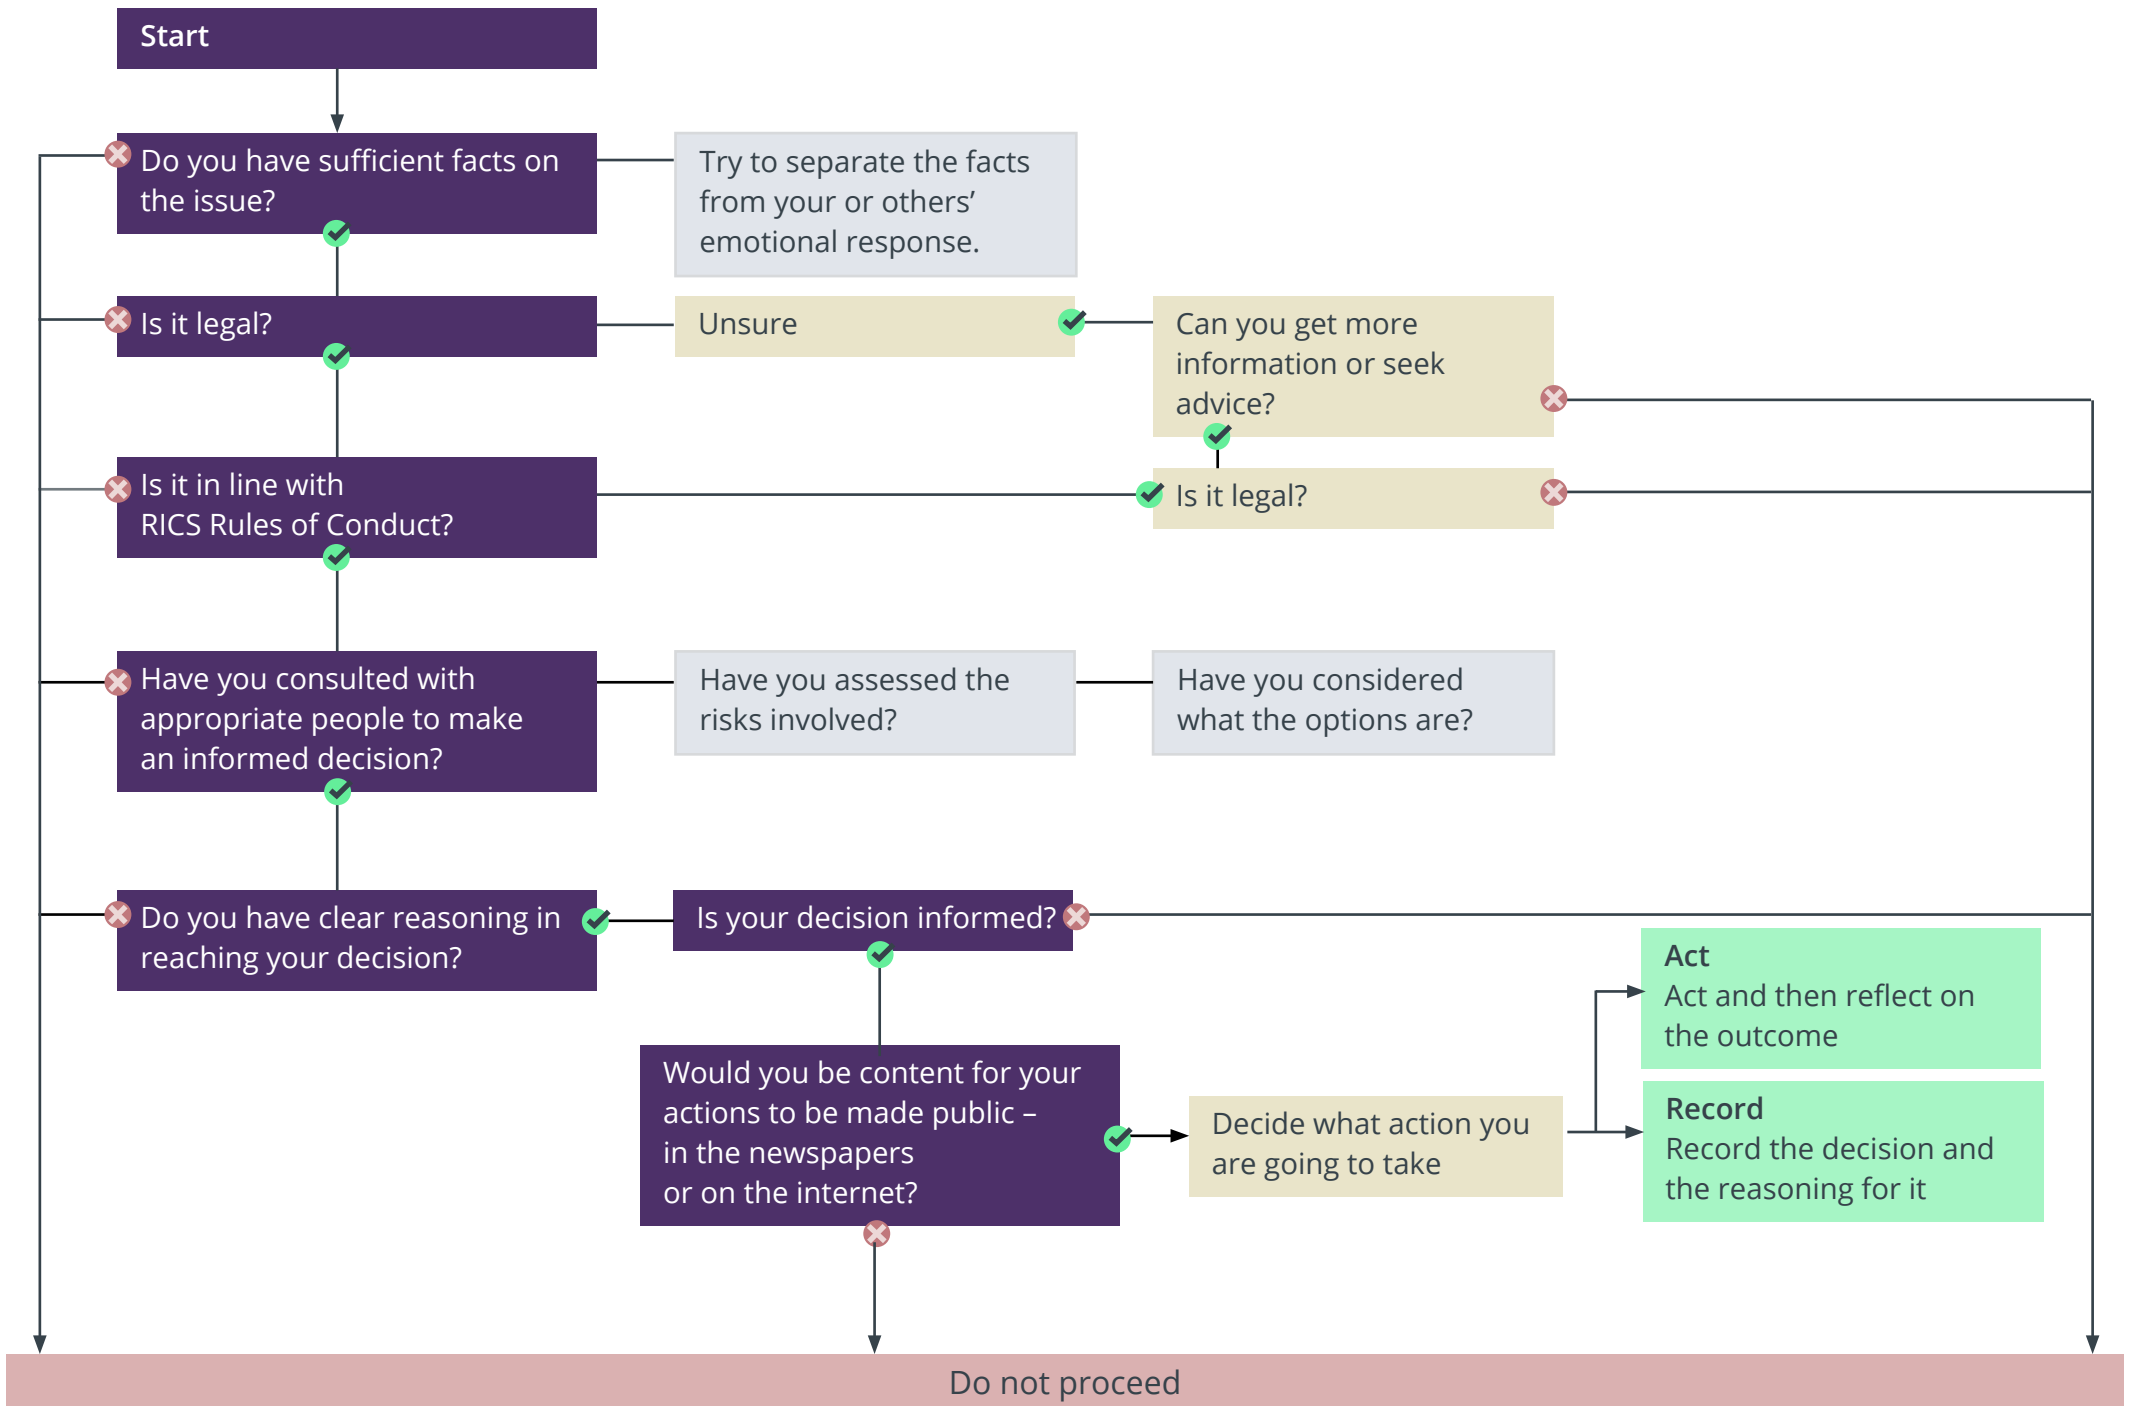 Start
Do you have sufficient facts on
the issue?
Try to separate the facts
from your or others’
emotional response.
Is it legal?
Unsure
Can you get more
information or seek
advice?
Is it in line with
RICS Rules of Conduct?
Is it legal?
Have you consulted with
appropriate people to make
an informed decision?
Have you assessed the
risks involved?
Have you considered
what the options are?
Do you have clear reasoning in
reaching your decision?
Is your decision informed?
Would you be content for your
actions to be made public –
in the newspapers
or on the internet?
Decide what action you
are going to take
Act
Act and then reflect on
the outcome
Record
Record the decision and
the reasoning for it
Do not proceed